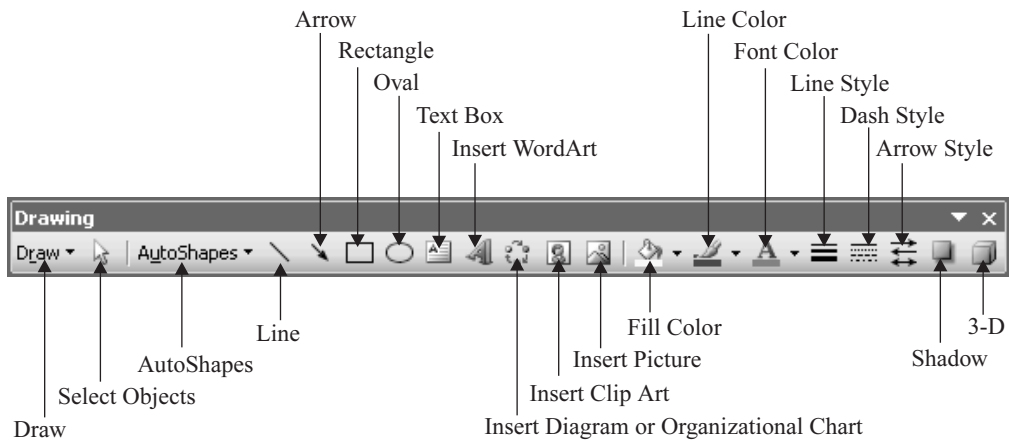 Arrow
Line Color
Rectangle
Font Color
Oval
Line Style
Text Box
Dash Style
Insert WordArt
Arrow Style
Drawing
Draw
AutoShapes
A
A
A
Line
Fill Color
3-D
AutoShapes
Insert Picture
Shadow
Select Objects
Insert Clip Art
Draw
Insert Diagram or Organizational Chart